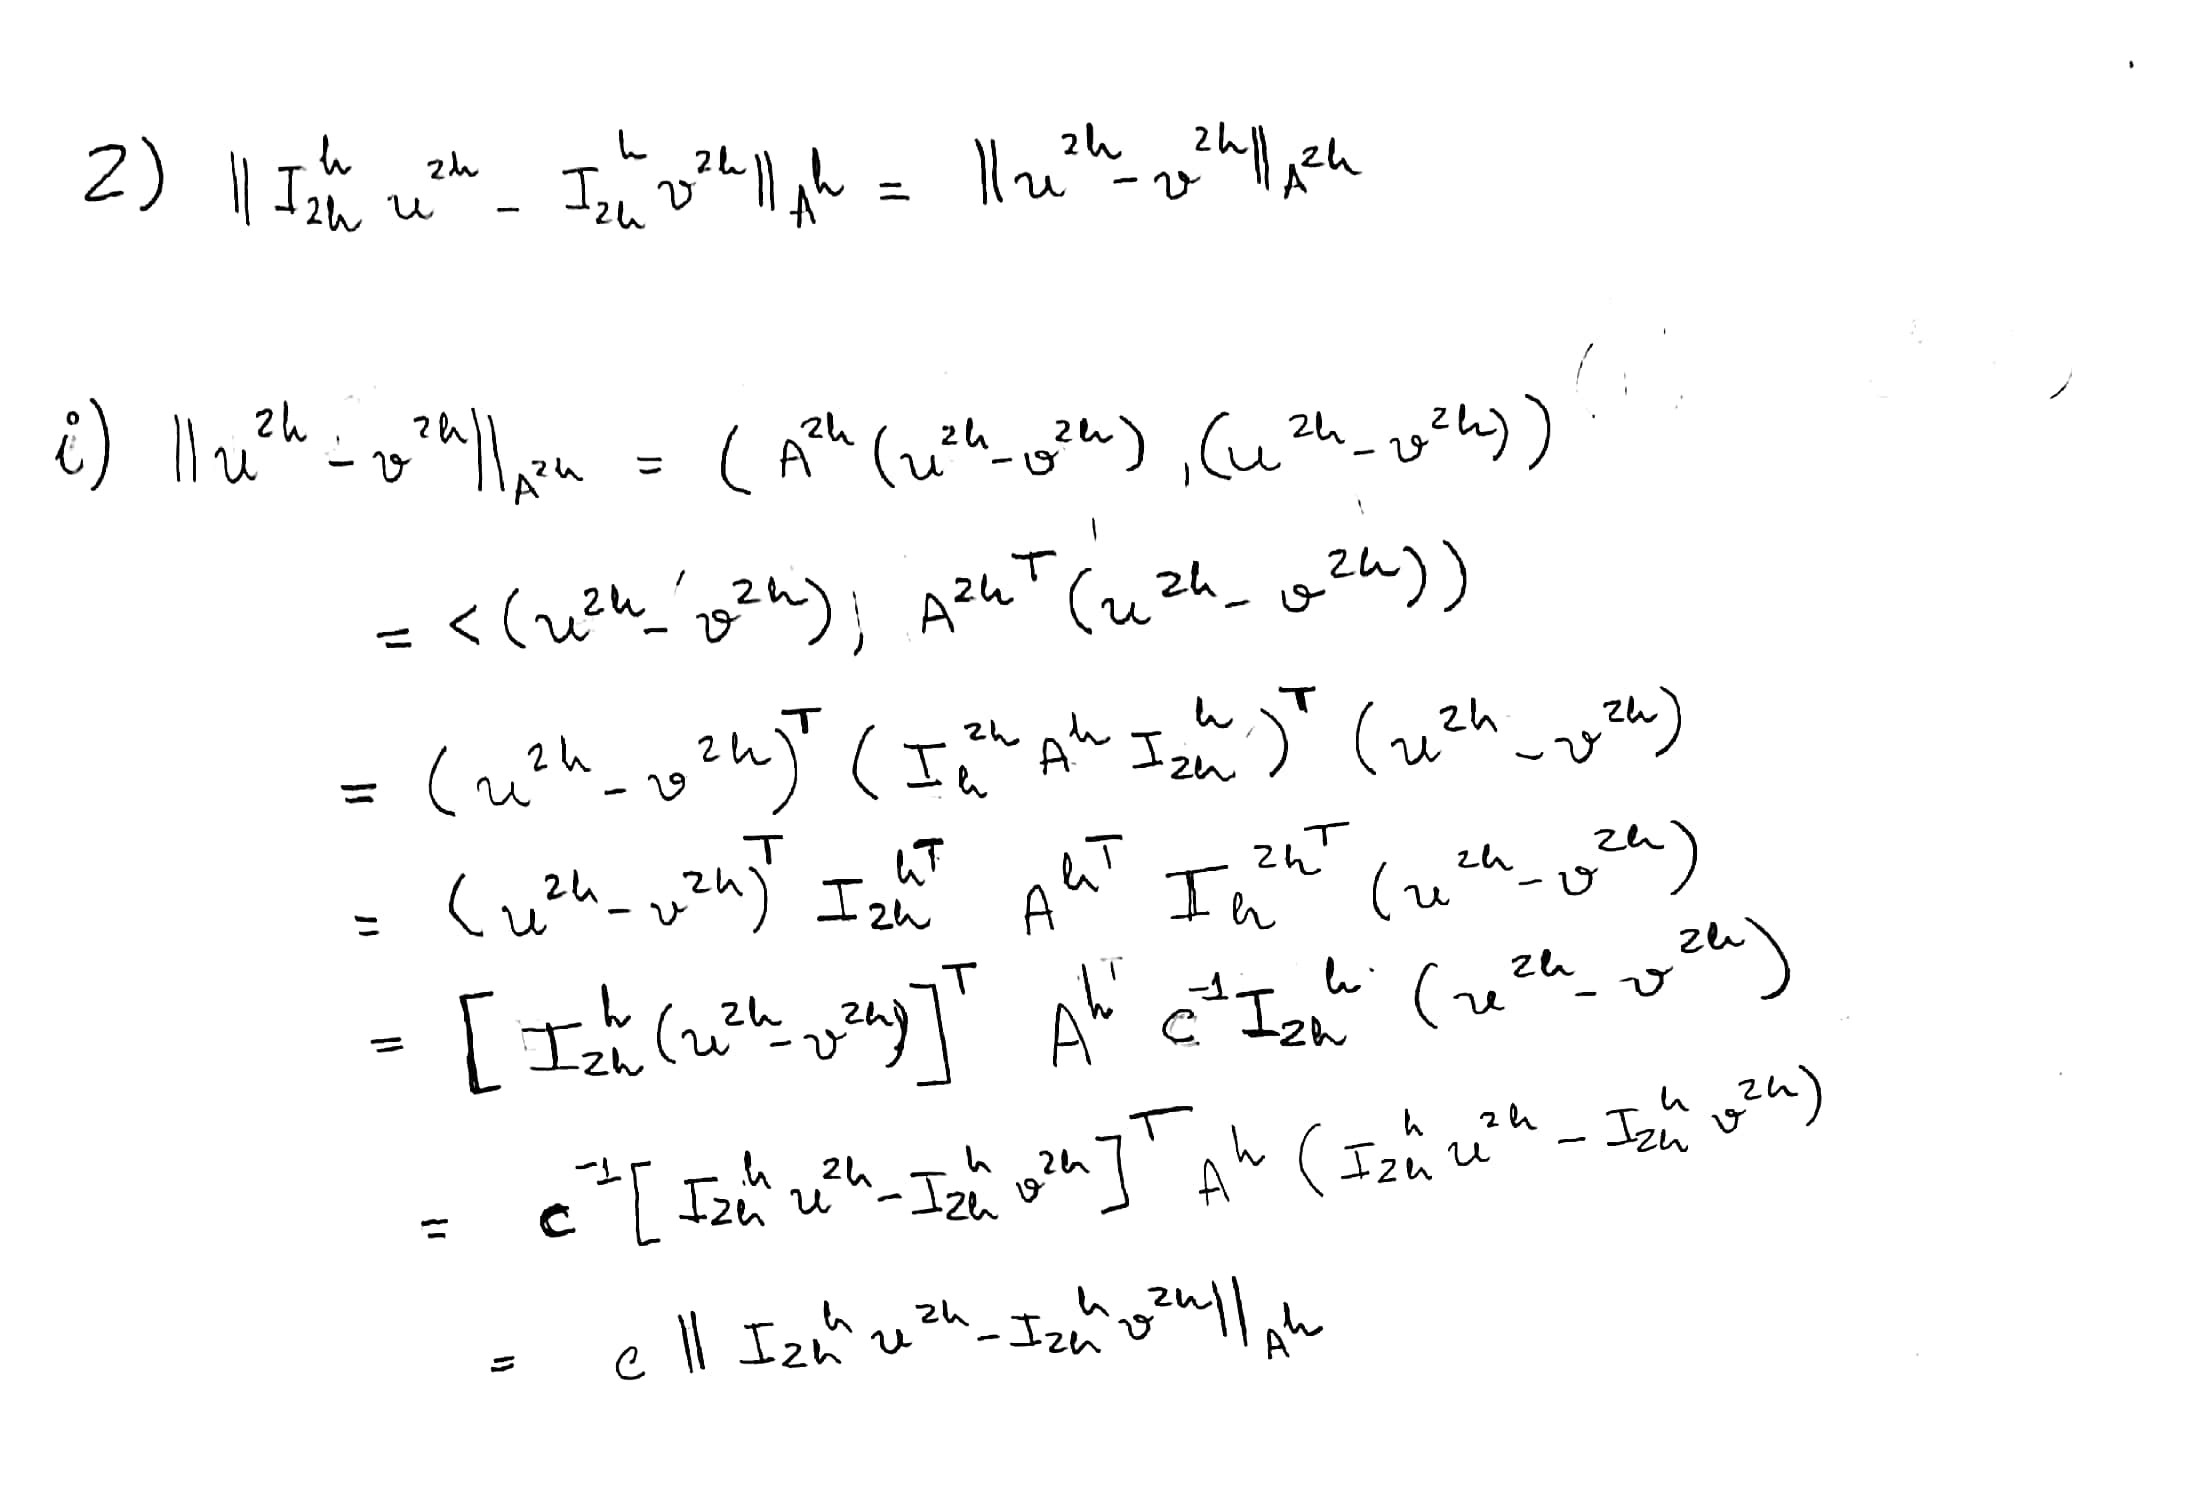 2) ‖ I_{2h}^{h} u^{2h} - I_{2h}^{h} v^{2h} ‖_{A^h} = ‖ u^{2h} - v^{2h} ‖_{A^{2h}}
i) ‖ u^{2h} - v^{2h} ‖_{A^{2h}} = ( A^{2h} (u^{2h} - v^{2h}) , (u^{2h} - v^{2h}) )
= < (u^{2h} - v^{2h}) ; A^{2h T} (u^{2h} - v^{2h}) )
= (u^{2h} - v^{2h})^T ( I_h^{2h} A^h I_{2h}^{h} )^T (u^{2h} - v^{2h})
= (u^{2h} - v^{2h})^T I_{2h}^{h T} A^{h T} I_h^{2h T} (u^{2h} - v^{2h})
= [ I_{2h}^{h} (u^{2h} - v^{2h}) ]^T A^{h T} c^{-1} I_{2h}^{h} (u^{2h} - v^{2h})
= c^{-1} [ I_{2h}^{h} u^{2h} - I_{2h}^{h} v^{2h} ]^T A^h ( I_{2h}^{h} u^{2h} - I_{2h}^{h} v^{2h} )
= c ‖ I_{2h}^{h} u^{2h} - I_{2h}^{h} v^{2h} ‖_{A^h}